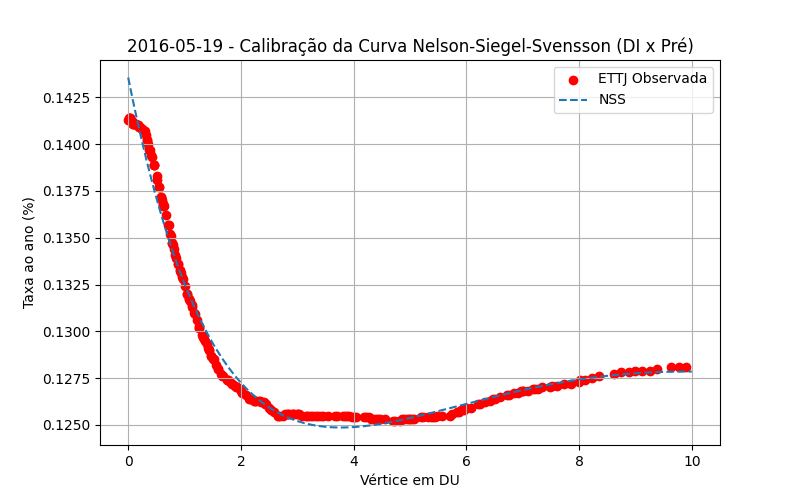 2016-05-19 - Calibração da Curva Nelson-Siegel-Svensson (DI x Pré)
ETTJ Observada
NSS
Taxa ao ano (%)
0.1425
0.1400
0.1375
0.1350
0.1325
0.1300
0.1275
0.1250
0 2 4 6 8 10
Vértice em DU